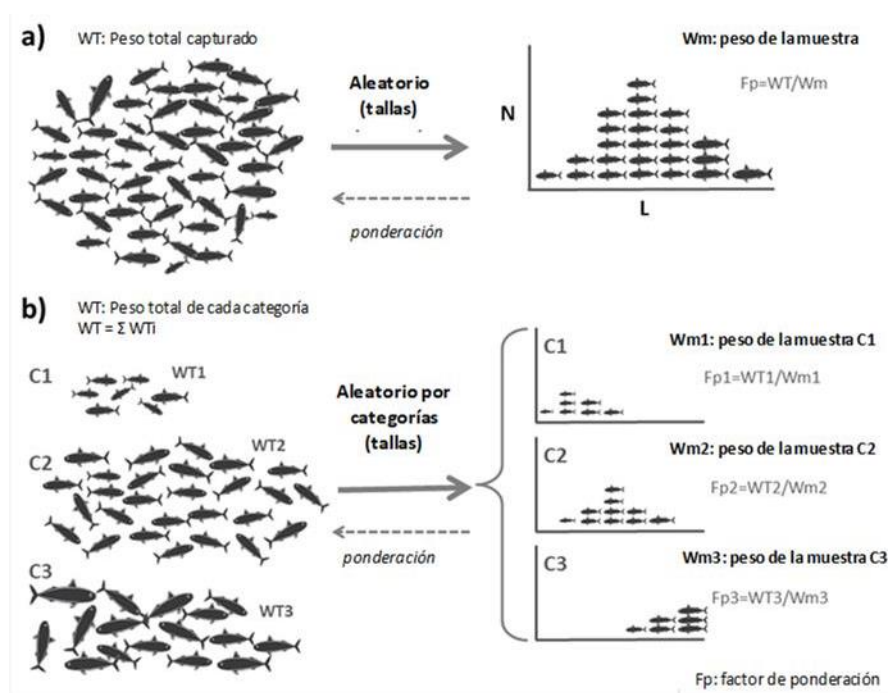 a)
WT: Peso total capturado
Aleatorio
(tallas)
ponderación
Wm: peso de la muestra
Fp=WT/Wm
N
L
b)
WT: Peso total de cada categoría
WT = Σ WTi
C1
WT1
C2
WT2
C3
WT3
Aleatorio por
categorías
(tallas)
ponderación
C1
Wm1: peso de la muestra C1
Fp1=WT1/Wm1
C2
Wm2: peso de la muestra C2
Fp2=WT2/Wm2
C3
Wm3: peso de la muestra C3
Fp3=WT3/Wm3
Fp: factor de ponderación